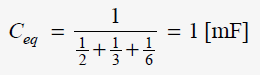 C_eq = 1 / (1/2 + 1/3 + 1/6) = 1 [mF]